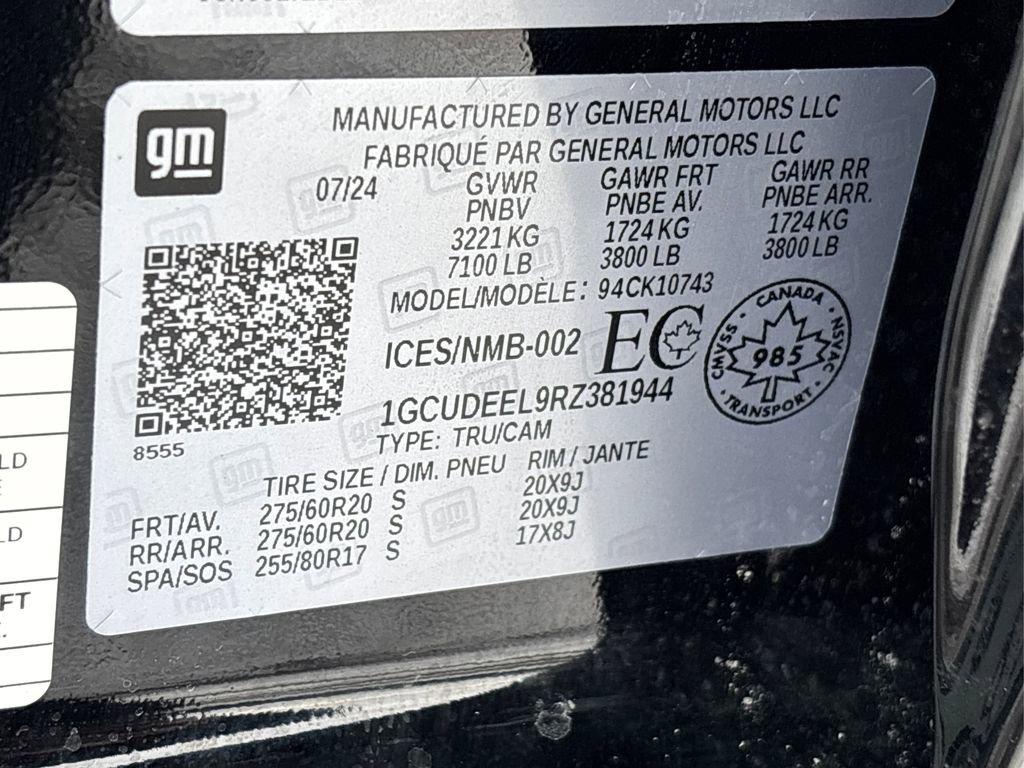 gm
MANUFACTURED BY GENERAL MOTORS LLC
FABRIQUÉ PAR GENERAL MOTORS LLC
07/24 GVWR GAWR FRT GAWR RR
PNBV PNBE AV. PNBE ARR.
3221 KG 1724 KG 1724 KG
7100 LB 3800 LB 3800 LB
MODEL/MODÈLE: 94CK10743
ICES/NMB-002 EC
CMVSS · CANADA · NSVAC · TRANSPORT ·
985
1GCUDEEL9RZ381944
8555
TYPE: TRU/CAM
TIRE SIZE / DIM. PNEU RIM / JANTE
FRT/AV. 275/60R20 S 20X9J
RR/ARR. 275/60R20 S 20X9J
SPA/SOS 255/80R17 S 17X8J
LD
LD
FT